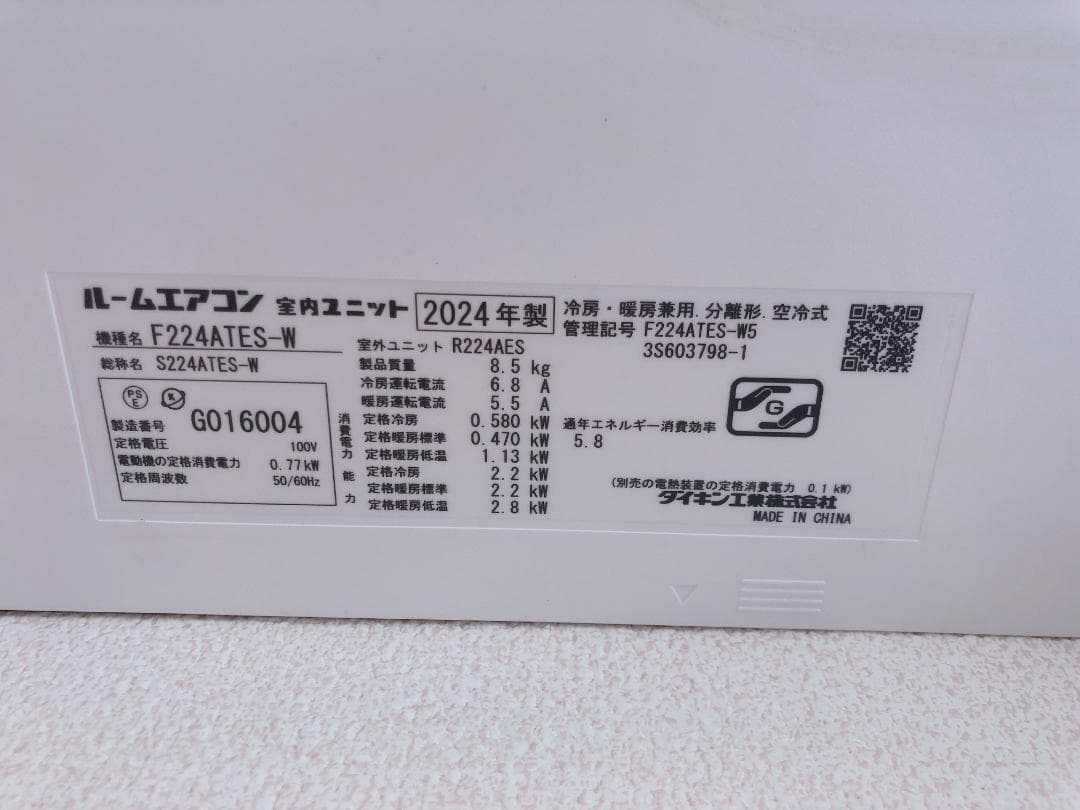 ルームエアコン 室内ユニット 2024年製
機種名 F224ATES-W
総称名 S224ATES-W
PS
E
K
製造番号 G016004
定格電圧 100V
電動機の定格消費電力 0.77kW
定格周波数 50/60Hz
室外ユニット R224AES
製品質量 8.5 kg
冷房運転電流 6.8 A
暖房運転電流 5.5 A
消費電力
定格冷房 0.580 kW
定格暖房標準 0.470 kW
定格暖房低温 1.13 kW
能力
定格冷房 2.2 kW
定格暖房標準 2.2 kW
定格暖房低温 2.8 kW
冷房・暖房兼用.分離形.空冷式
管理記号 F224ATES-W5
3S603798-1
G
通年エネルギー消費効率
5.8
(別売の電熱装置の定格消費電力 0.1 kW)
ダイキン工業株式会社
MADE IN CHINA